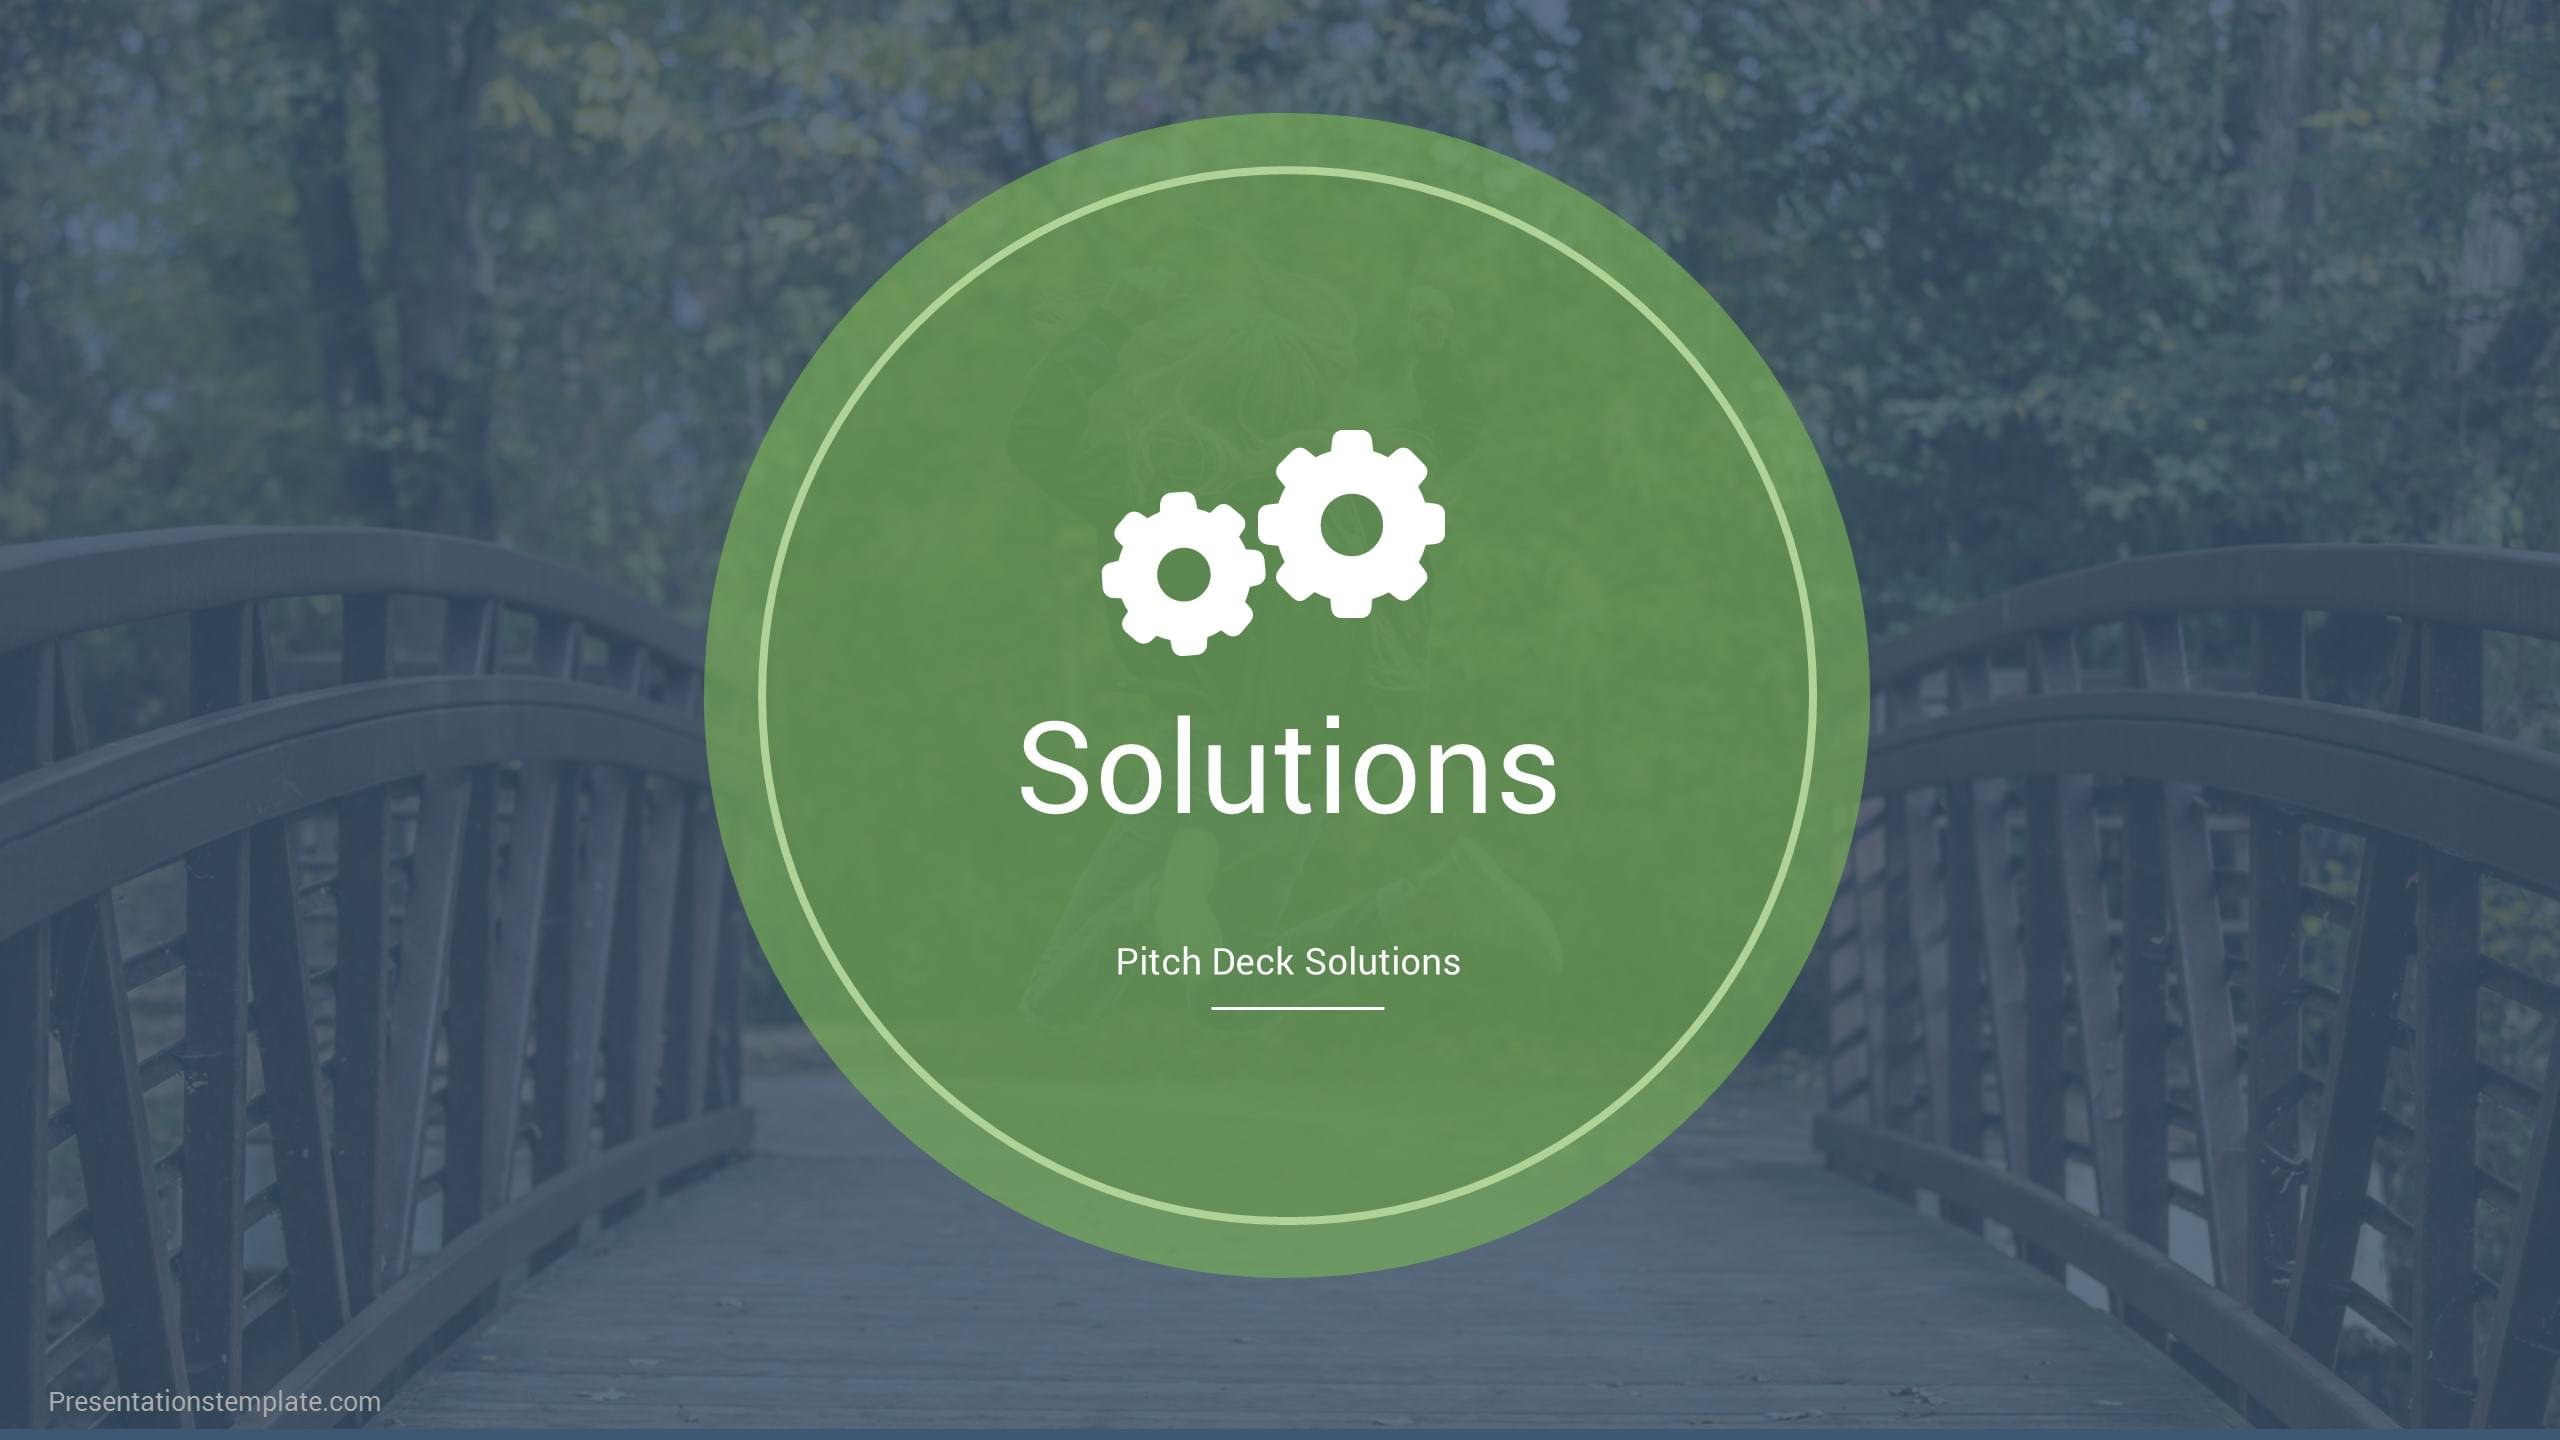 Solutions
Pitch Deck Solutions
Presentationstemplate.com